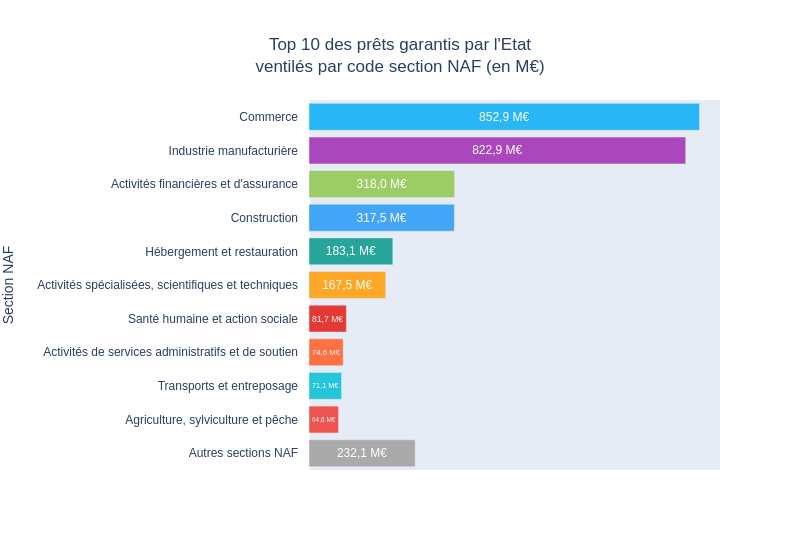 Top 10 des prêts garantis par l'Etat
ventilés par code section NAF (en M€)
Section NAF
Commerce 852,9 M€
Industrie manufacturière 822,9 M€
Activités financières et d'assurance 318,0 M€
Construction 317,5 M€
Hébergement et restauration 183,1 M€
Activités spécialisées, scientifiques et techniques 167,5 M€
Santé humaine et action sociale 81,7 M€
Activités de services administratifs et de soutien 74,6 M€
Transports et entreposage 71,1 M€
Agriculture, sylviculture et pêche 64,0 M€
Autres sections NAF 232,1 M€